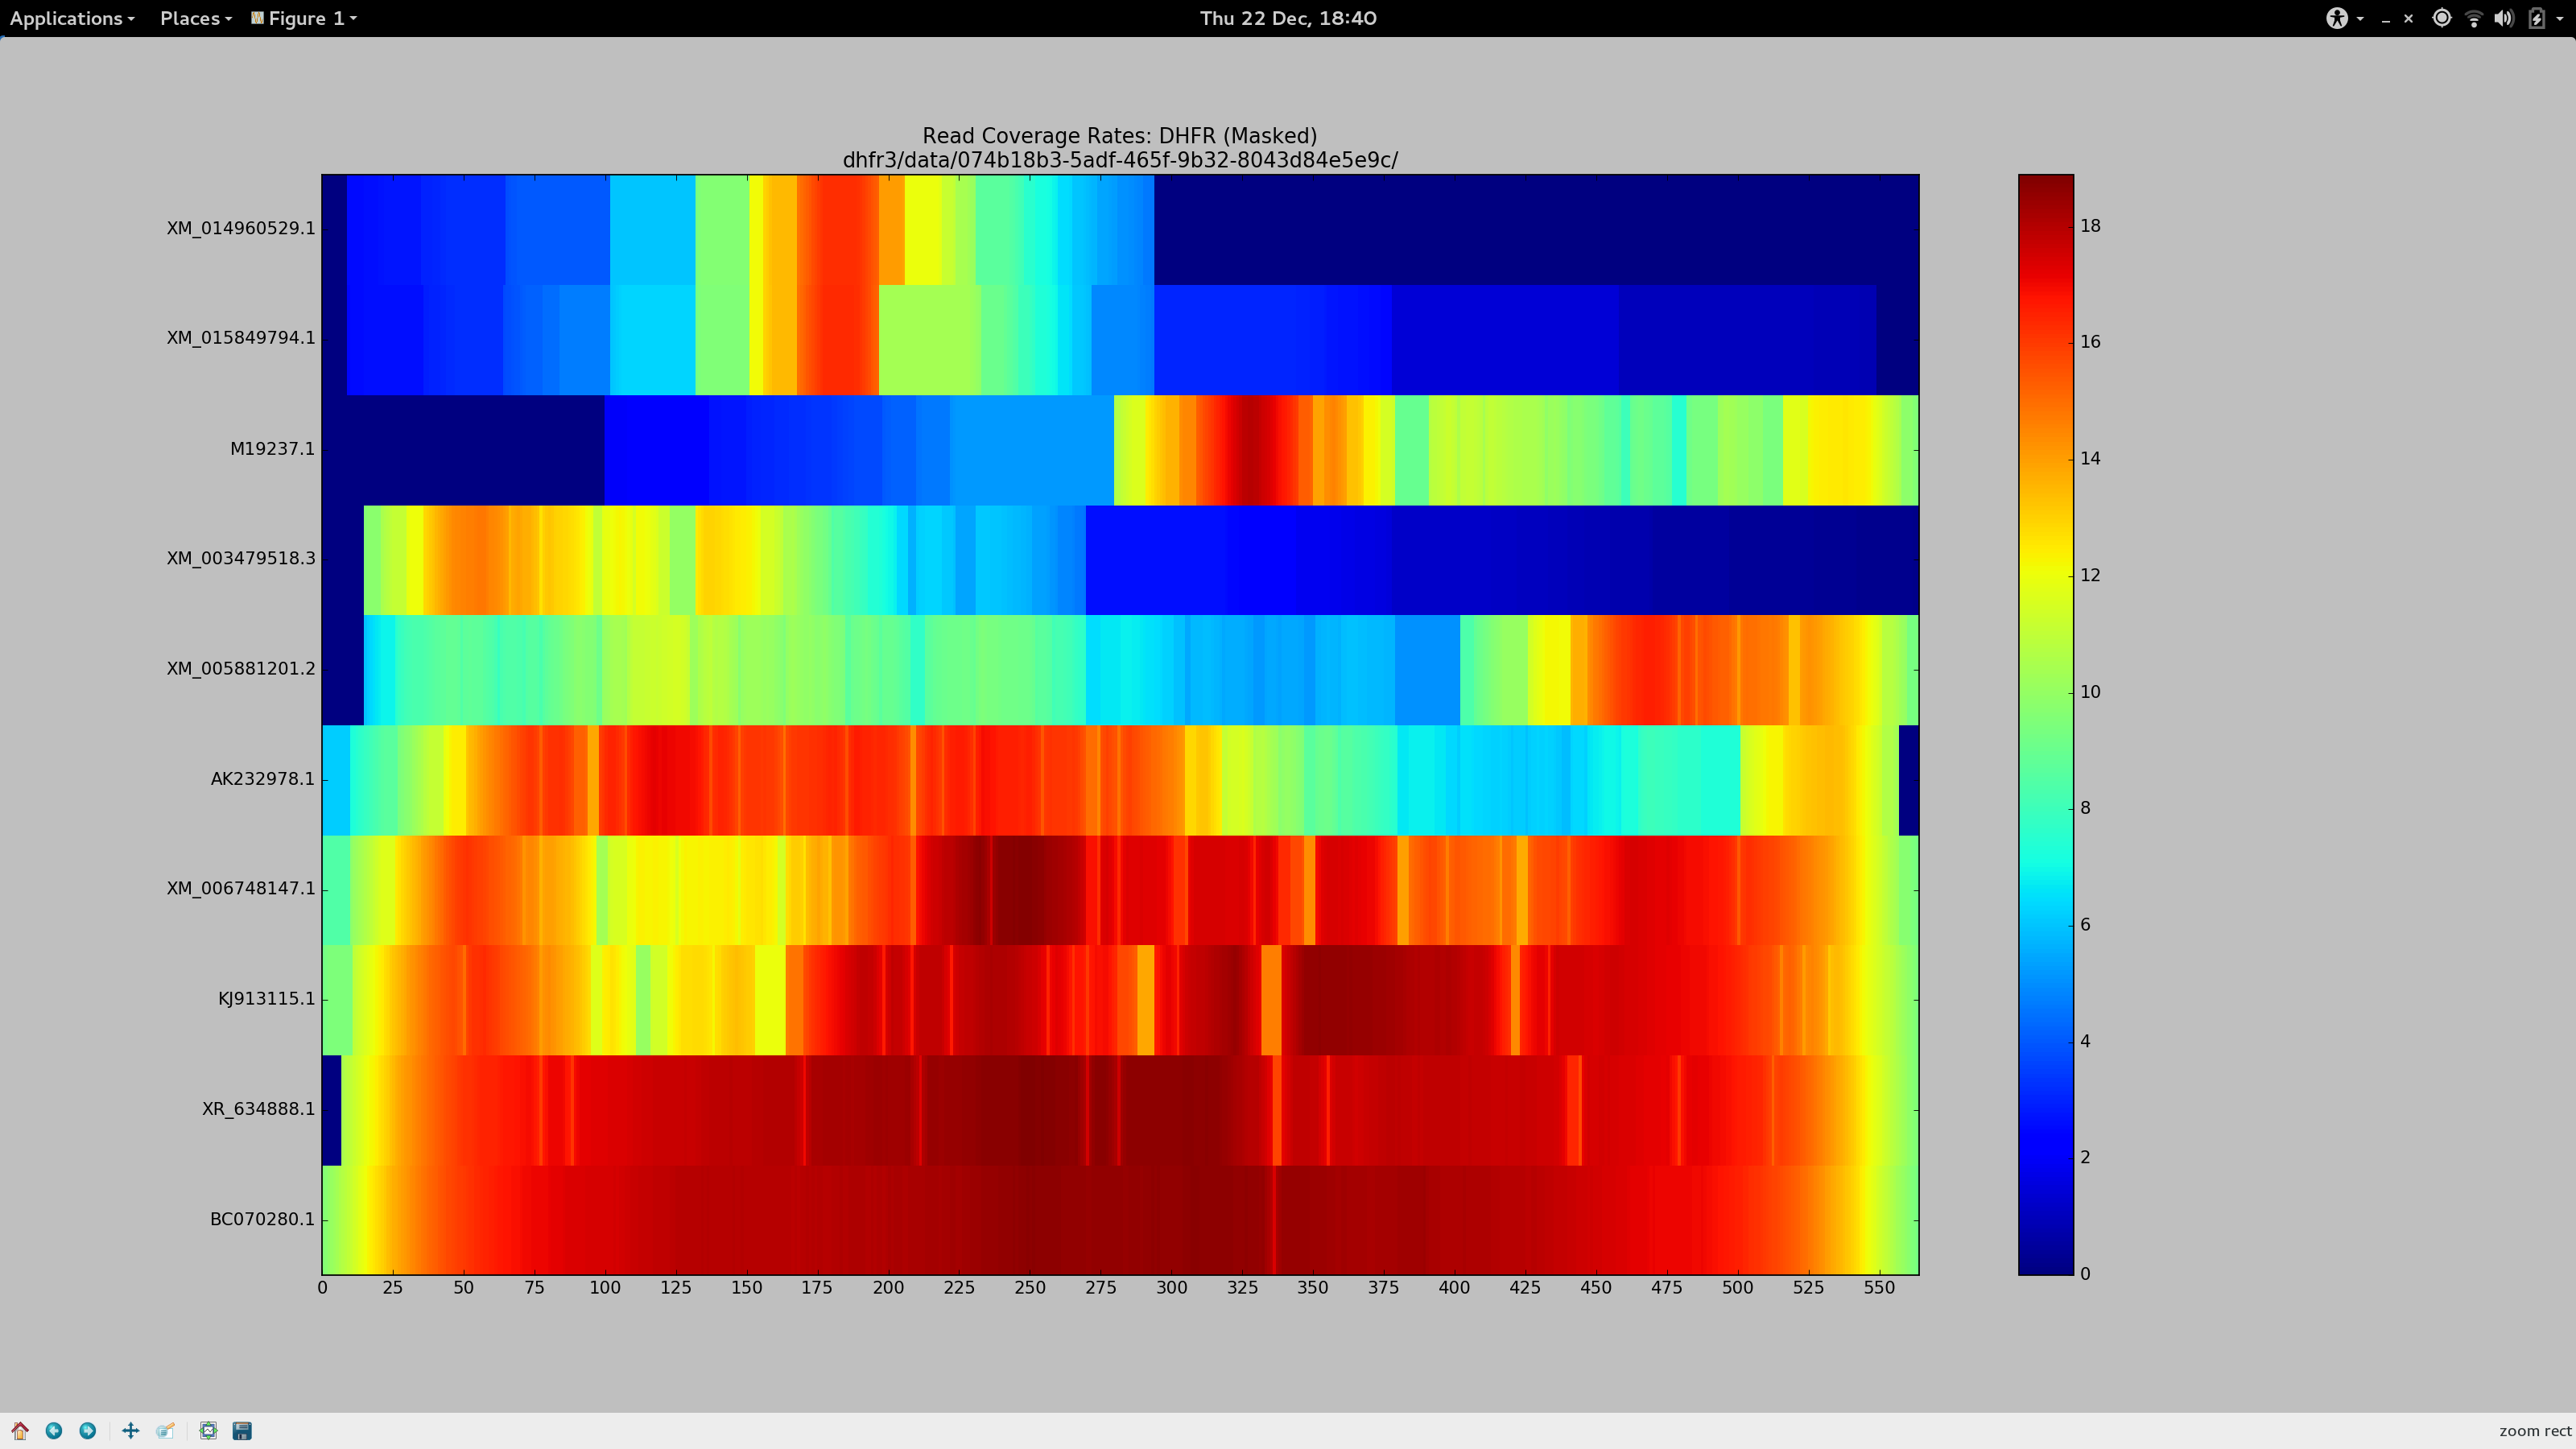 Applications Places Figure 1 Thu 22 Dec, 18:40
Read Coverage Rates: DHFR (Masked)
dhfr3/data/074b18b3-5adf-465f-9b32-8043d84e5e9c/
XM_014960529.1
XM_015849794.1
M19237.1
XM_003479518.3
XM_005881201.2
AK232978.1
XM_006748147.1
KJ913115.1
XR_634888.1
BC070280.1
0 25 50 75 100 125 150 175 200 225 250 275 300 325 350 375 400 425 450 475 500 525 550
18
16
14
12
10
8
6
4
2
0
zoom rect